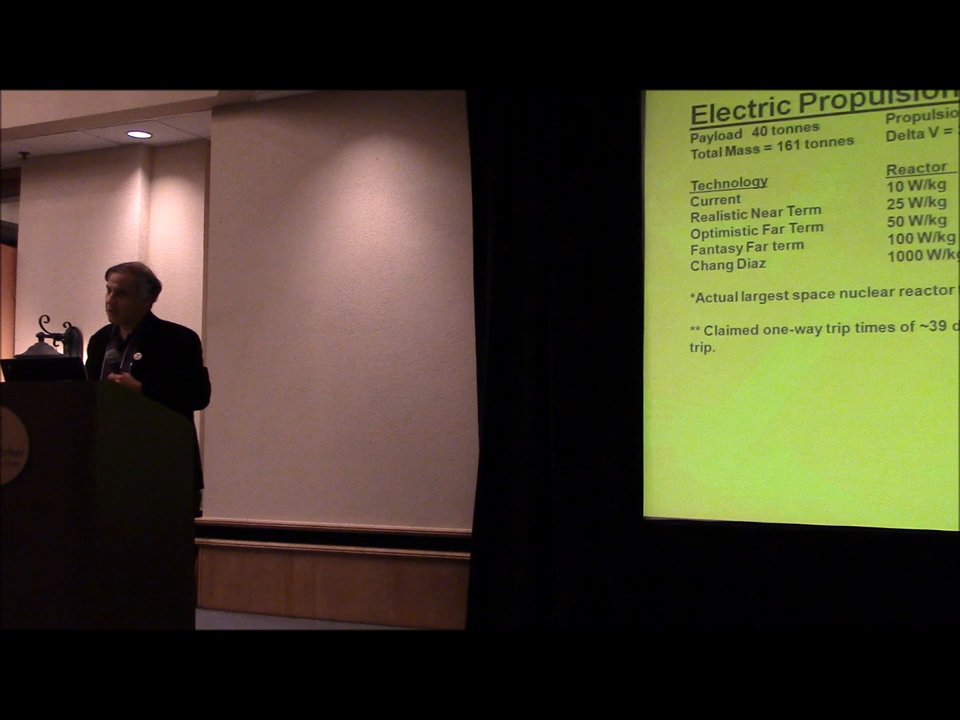 Electric Propulsion
Payload 40 tonnes
Total Mass = 161 tonnes
Propulsio
Delta V =
Technology
Current
Realistic Near Term
Optimistic Far Term
Fantasy Far term
Chang Diaz
Reactor
10 W/kg
25 W/kg
50 W/kg
100 W/kg
1000 W/kg
*Actual largest space nuclear reactor
** Claimed one-way trip times of ~39 d
trip.